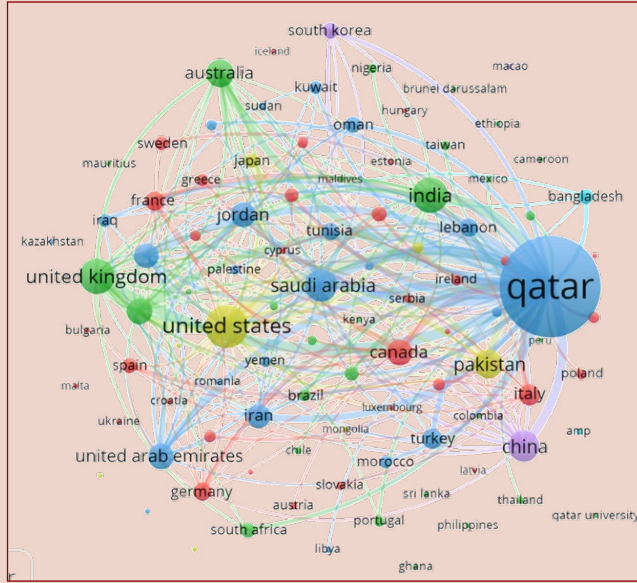 south korea
iceland
australia
nigeria
macao
kuwait
brunei darussalam
sudan
hungary
oman
ethiopia
sweden
taiwan
japan
estonia
cameroon
mauritius
greece
maldives
mexico
france
india
bangladesh
iraq
jordan
tunisia
lebanon
kazakhstan
cyprus
united kingdom
palestine
saudi arabia
ireland
qatar
serbia
bulgaria
united states
kenya
peru
canada
yemen
pakistan
spain
poland
malta
romania
croatia
brazil
italy
luxembourg
ukraine
iran
mongolia
colombia
amp
chile
turkey
china
united arab emirates
morocco
latvia
germany
slovakia
sri lanka
austria
thailand
qatar university
south africa
portugal
philippines
libya
ghana
r